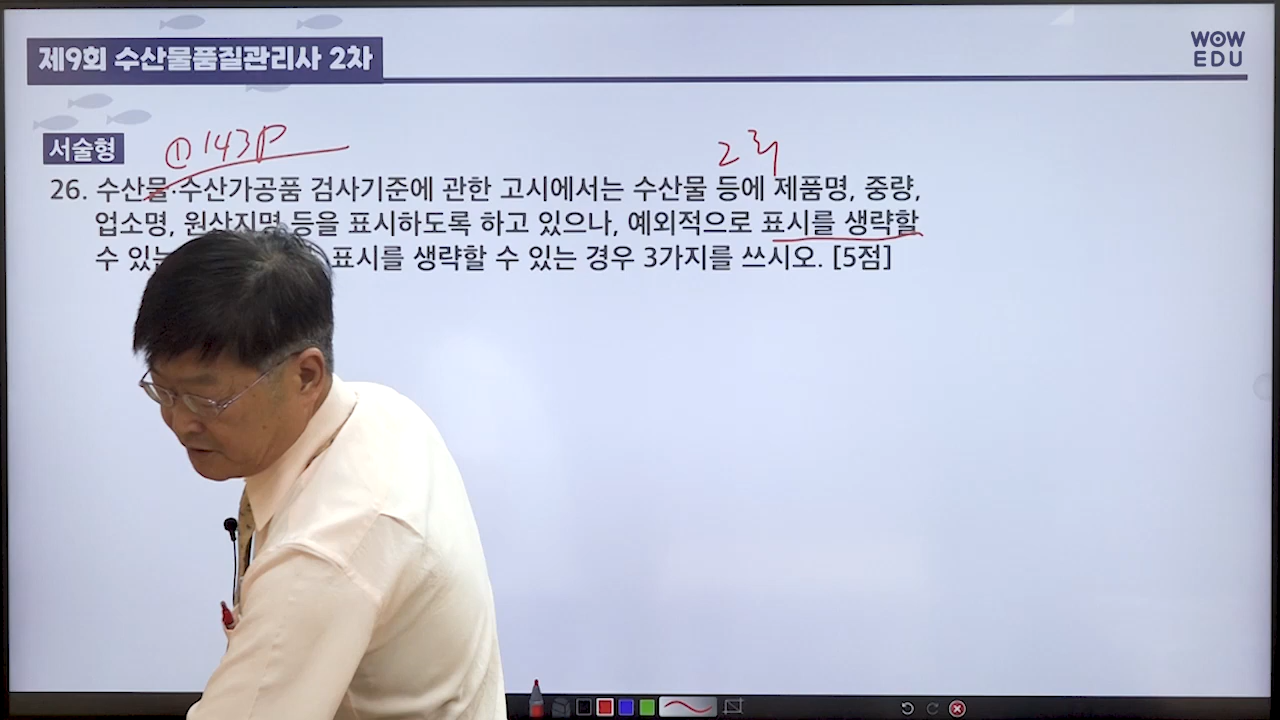 제9회 수산물품질관리사 2차
WOW
EDU
서술형
① 143P
2회
26. 수산물·수산가공품 검사기준에 관한 고시에서는 수산물 등에 제품명, 중량,
업소명, 원산지명 등을 표시하도록 하고 있으나, 예외적으로 표시를 생략할
수 있는 표시를 생략할 수 있는 경우 3가지를 쓰시오. [5점]